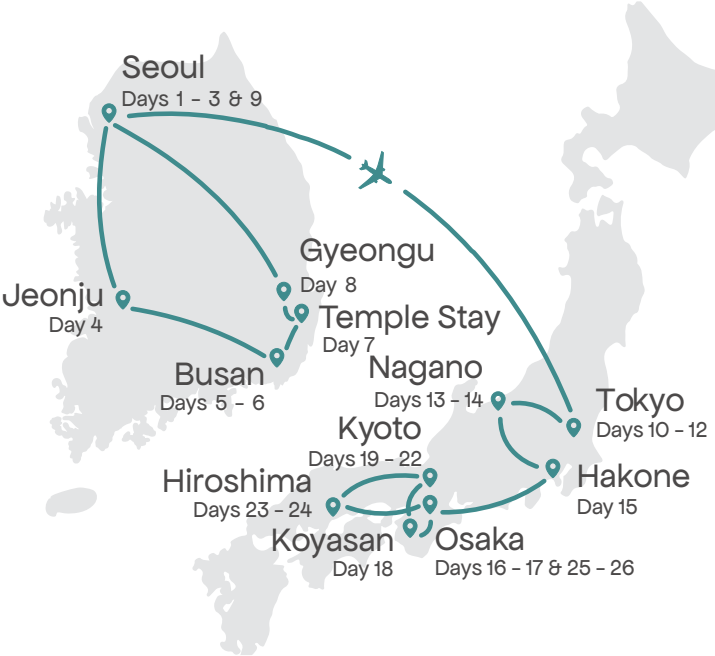 Seoul
Days 1 - 3 & 9
Gyeongu
Day 8
Jeonju
Day 4
Temple Stay
Day 7
Busan
Days 5 - 6
Nagano
Days 13 - 14
Tokyo
Days 10 - 12
Kyoto
Days 19 - 22
Hiroshima
Days 23 - 24
Hakone
Day 15
Koyasan
Day 18
Osaka
Days 16 - 17 & 25 - 26